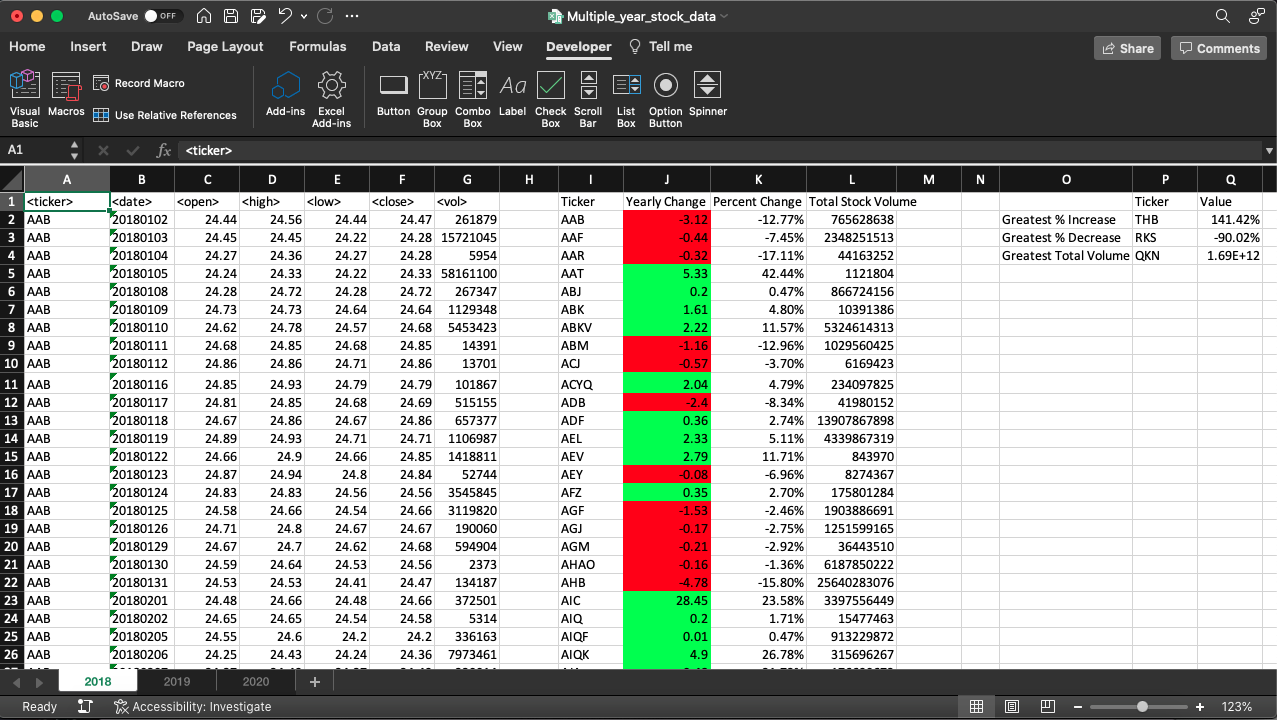 AutoSave OFF Multiple_year_stock_data
Home Insert Draw Page Layout Formulas Data Review View Developer Tell me Share Comments
Visual Basic Macros Record Macro Use Relative References Add-ins Excel Add-ins Button Group Box Combo Box Label Check Box Scroll Bar List Box Option Button Spinner
XYZ Aa
A1 fx <ticker>
A B C D E F G H I J K L M N O P Q
1 <ticker> <date> <open> <high> <low> <close> <vol> Ticker Yearly Change Percent Change Total Stock Volume Ticker Value
2 AAB 20180102 24.44 24.56 24.44 24.47 261879 AAB -3.12 -12.77% 765628638 Greatest % Increase THB 141.42%
3 AAB 20180103 24.45 24.45 24.22 24.28 15721045 AAF -0.44 -7.45% 2348251513 Greatest % Decrease RKS -90.02%
4 AAB 20180104 24.27 24.36 24.27 24.28 5954 AAR -0.32 -17.11% 44163252 Greatest Total Volume QKN 1.69E+12
5 AAB 20180105 24.24 24.33 24.22 24.33 58161100 AAT 5.33 42.44% 1121804
6 AAB 20180108 24.28 24.72 24.28 24.72 267347 ABJ 0.2 0.47% 866724156
7 AAB 20180109 24.73 24.73 24.64 24.64 1129348 ABK 1.61 4.80% 10391386
8 AAB 20180110 24.62 24.78 24.57 24.68 5453423 ABKV 2.22 11.57% 5324614313
9 AAB 20180111 24.68 24.85 24.68 24.85 14391 ABM -1.16 -12.96% 1029560425
10 AAB 20180112 24.86 24.86 24.71 24.86 13701 ACJ -0.57 -3.70% 6169423
11 AAB 20180116 24.85 24.93 24.79 24.79 101867 ACYQ 2.04 4.79% 234097825
12 AAB 20180117 24.81 24.85 24.68 24.69 515155 ADB -2.4 -8.34% 41980152
13 AAB 20180118 24.67 24.86 24.67 24.86 657377 ADF 0.36 2.74% 13907867898
14 AAB 20180119 24.89 24.93 24.71 24.71 1106987 AEL 2.33 5.11% 4339867319
15 AAB 20180122 24.66 24.9 24.66 24.85 1418811 AEV 2.79 11.71% 843970
16 AAB 20180123 24.87 24.94 24.8 24.84 52744 AEY -0.08 -6.96% 8274367
17 AAB 20180124 24.83 24.83 24.56 24.56 3545845 AFZ 0.35 2.70% 175801284
18 AAB 20180125 24.58 24.66 24.54 24.66 3119820 AGF -1.53 -2.46% 1903886691
19 AAB 20180126 24.71 24.8 24.67 24.67 190060 AGJ -0.17 -2.75% 1251599165
20 AAB 20180129 24.67 24.7 24.62 24.68 594904 AGM -0.21 -2.92% 36443510
21 AAB 20180130 24.59 24.64 24.53 24.56 2373 AHAO -0.16 -1.36% 6187850222
22 AAB 20180131 24.53 24.53 24.41 24.47 134187 AHB -4.78 -15.80% 25640283076
23 AAB 20180201 24.48 24.66 24.48 24.66 372501 AIC 28.45 23.58% 3397556449
24 AAB 20180202 24.65 24.65 24.54 24.58 5314 AIQ 0.2 1.71% 15477463
25 AAB 20180205 24.55 24.6 24.2 24.2 336163 AIQF 0.01 0.47% 913229872
26 AAB 20180206 24.25 24.43 24.24 24.36 7973461 AIQK 4.9 26.78% 315696267
2018 2019 2020 +
Ready Accessibility: Investigate 123%